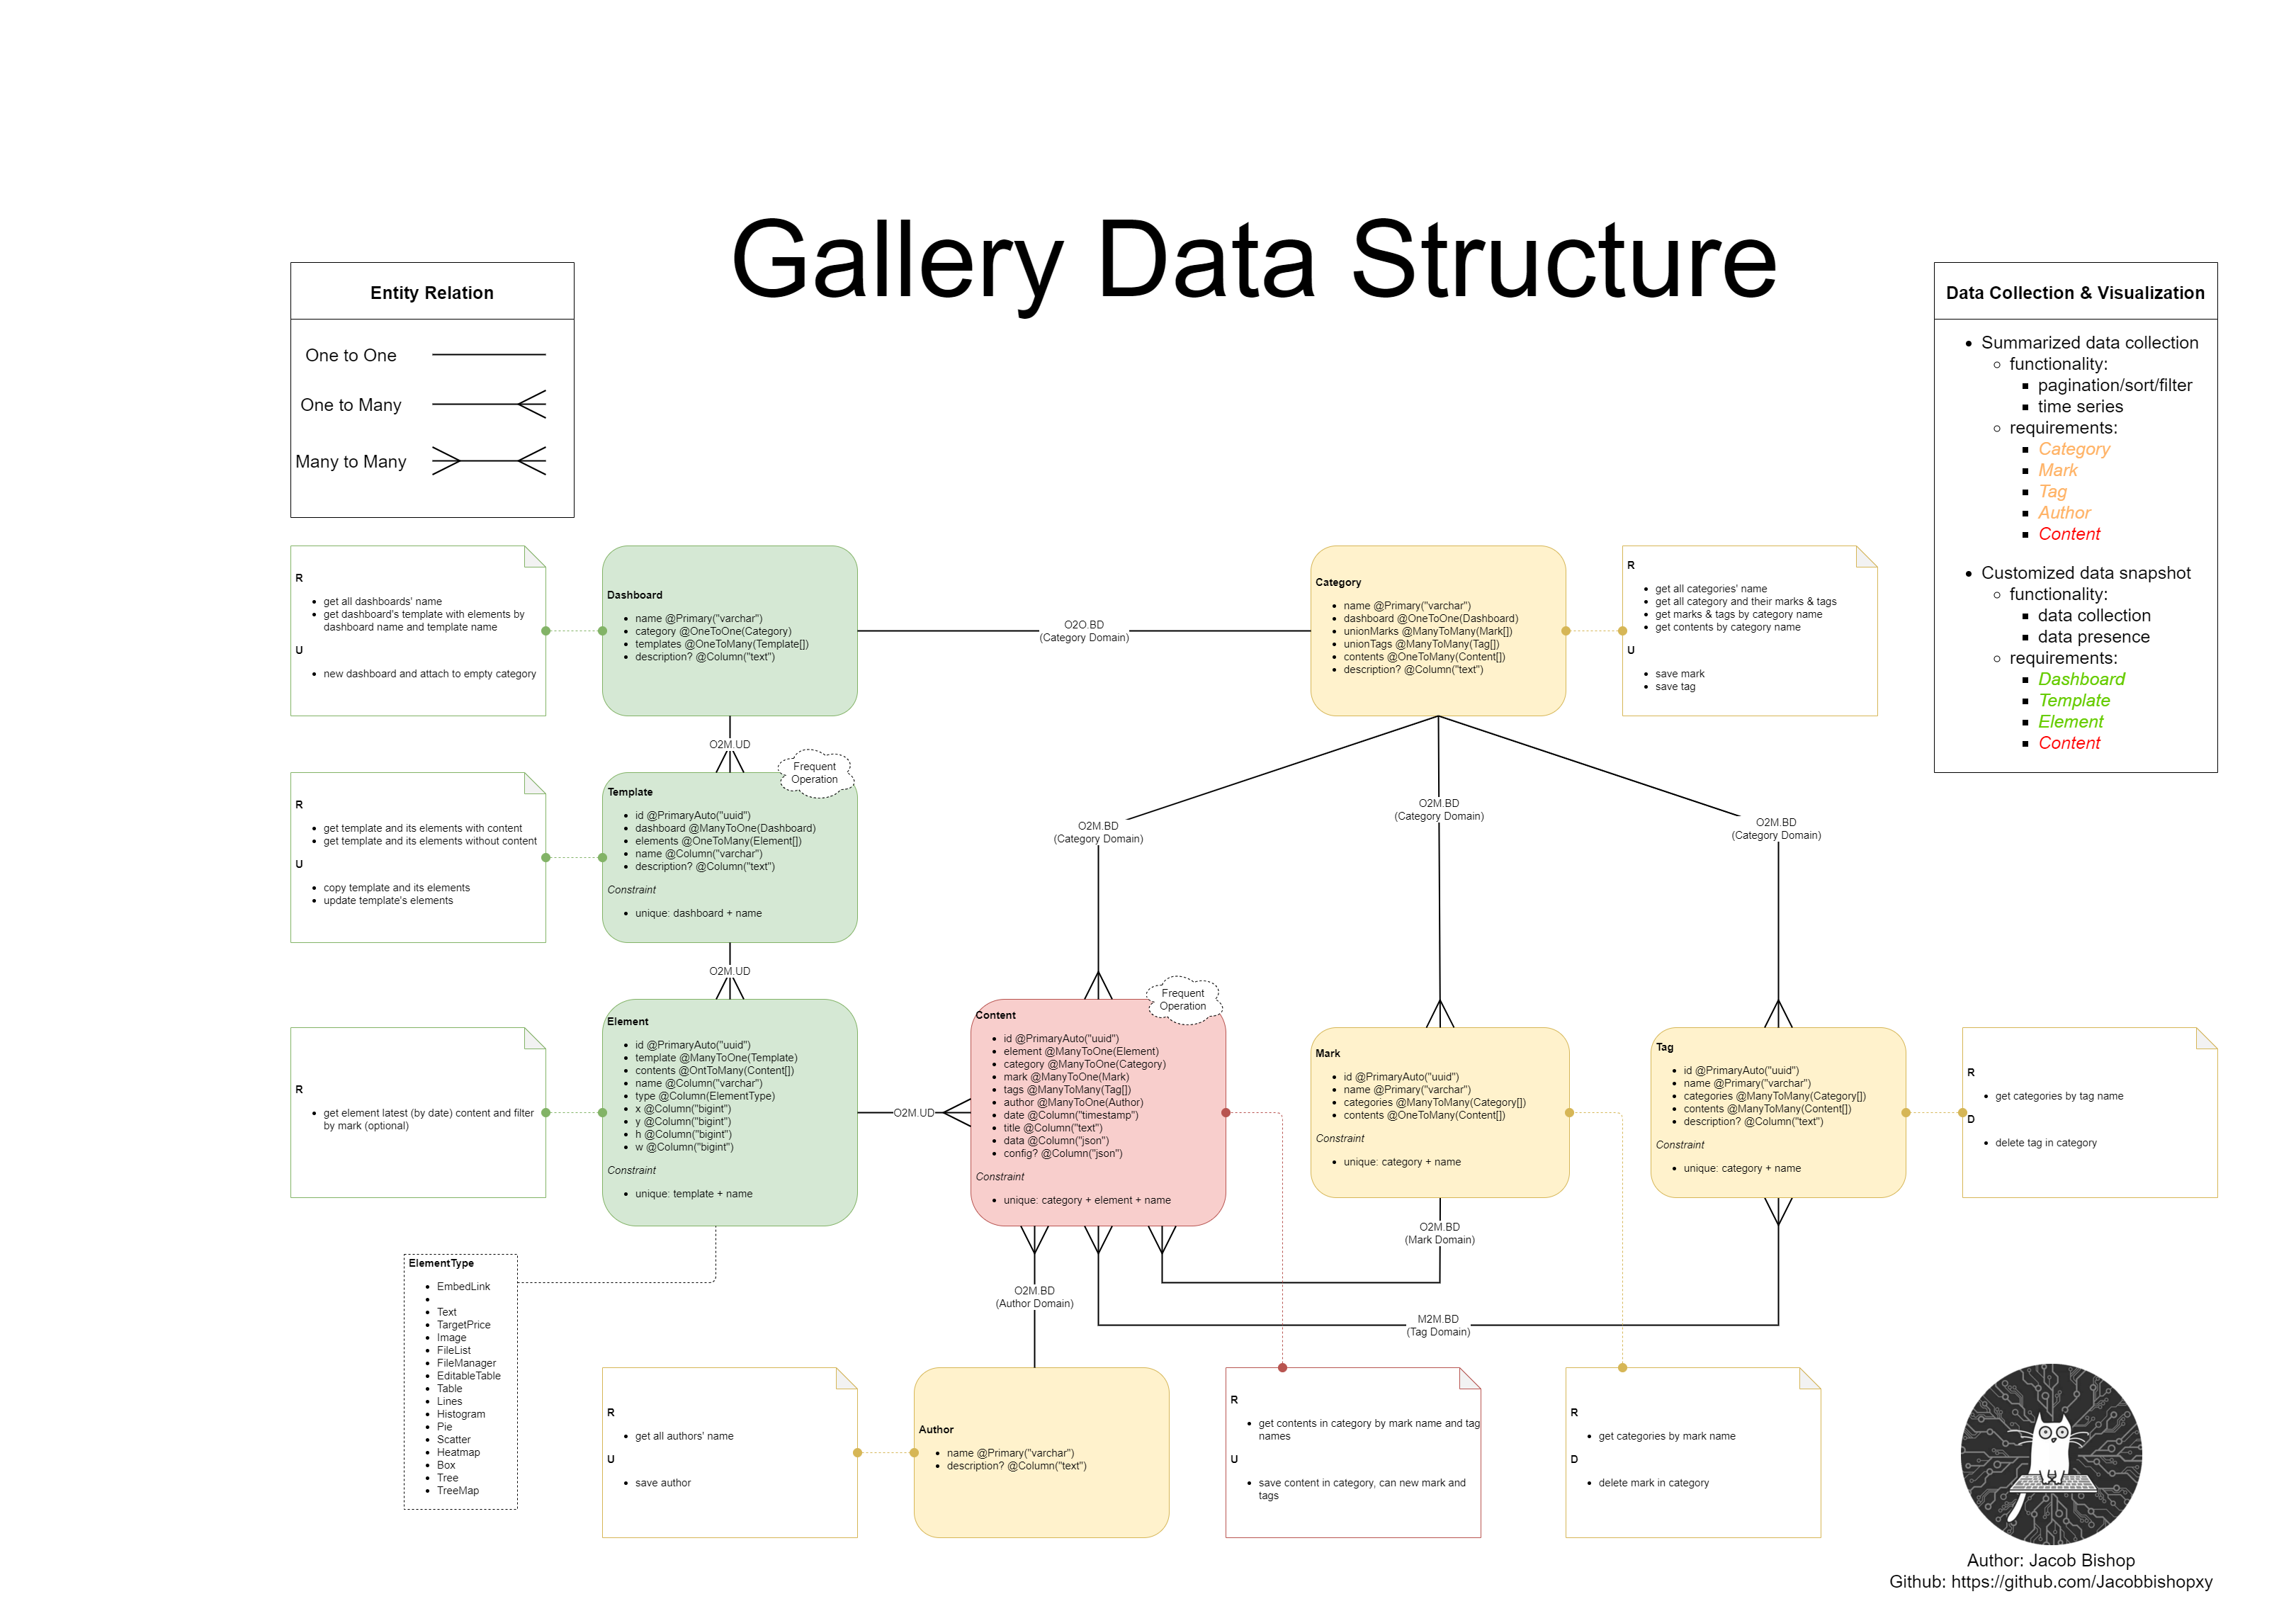 Gallery Data Structure
Entity Relation
One to One
One to Many
Many to Many
Data Collection & Visualization
Summarized data collection
functionality:
pagination/sort/filter
time series
requirements:
Category
Mark
Tag
Author
Content
Customized data snapshot
functionality:
data collection
data presence
requirements:
Dashboard
Template
Element
Content
R
get all dashboards' name
get dashboard's template with elements by
dashboard name and template name
U
new dashboard and attach to empty category
Dashboard
name @Primary("varchar")
category @OneToOne(Category)
templates @OneToMany(Template[])
description? @Column("text")
O2O.BD
(Category Domain)
Category
name @Primary("varchar")
dashboard @OneToOne(Dashboard)
unionMarks @ManyToMany(Mark[])
unionTags @ManyToMany(Tag[])
contents @OneToMany(Content[])
description? @Column("text")
R
get all categories' name
get all category and their marks & tags
get marks & tags by category name
get contents by category name
U
save mark
save tag
O2M.UD
Frequent
Operation
R
get template and its elements with content
get template and its elements without content
U
copy template and its elements
update template's elements
Template
id @PrimaryAuto("uuid")
dashboard @ManyToOne(Dashboard)
elements @OneToMany(Element[])
name @Column("varchar")
description? @Column("text")
Constraint
unique: dashboard + name
O2M.BD
(Category Domain)
O2M.BD
(Category Domain)
O2M.BD
(Category Domain)
O2M.UD
R
get element latest (by date) content and filter
by mark (optional)
Element
id @PrimaryAuto("uuid")
template @ManyToOne(Template)
contents @OntToMany(Content[])
name @Column("varchar")
type @Column(ElementType)
x @Column("bigint")
y @Column("bigint")
h @Column("bigint")
w @Column("bigint")
Constraint
unique: template + name
O2M.UD
Frequent
Operation
Content
id @PrimaryAuto("uuid")
element @ManyToOne(Element)
category @ManyToOne(Category)
mark @ManyToOne(Mark)
tags @ManyToMany(Tag[])
author @ManyToOne(Author)
date @Column("timestamp")
title @Column("text")
data @Column("json")
config? @Column("json")
Constraint
unique: category + element + name
Mark
id @PrimaryAuto("uuid")
name @Primary("varchar")
categories @ManyToMany(Category[])
contents @OneToMany(Content[])
Constraint
unique: category + name
Tag
id @PrimaryAuto("uuid")
name @Primary("varchar")
categories @ManyToMany(Category[])
contents @ManyToMany(Content[])
description? @Column("text")
Constraint
unique: category + name
R
get categories by tag name
D
delete tag in category
O2M.BD
(Mark Domain)
O2M.BD
(Author Domain)
M2M.BD
(Tag Domain)
ElementType
EmbedLink
Text
TargetPrice
Image
FileList
FileManager
EditableTable
Table
Lines
Histogram
Pie
Scatter
Heatmap
Box
Tree
TreeMap
R
get all authors' name
U
save author
Author
name @Primary("varchar")
description? @Column("text")
R
get contents in category by mark name and tag
names
U
save content in category, can new mark and
tags
R
get categories by mark name
D
delete mark in category
Author: Jacob Bishop
Github: https://github.com/Jacobbishopxy